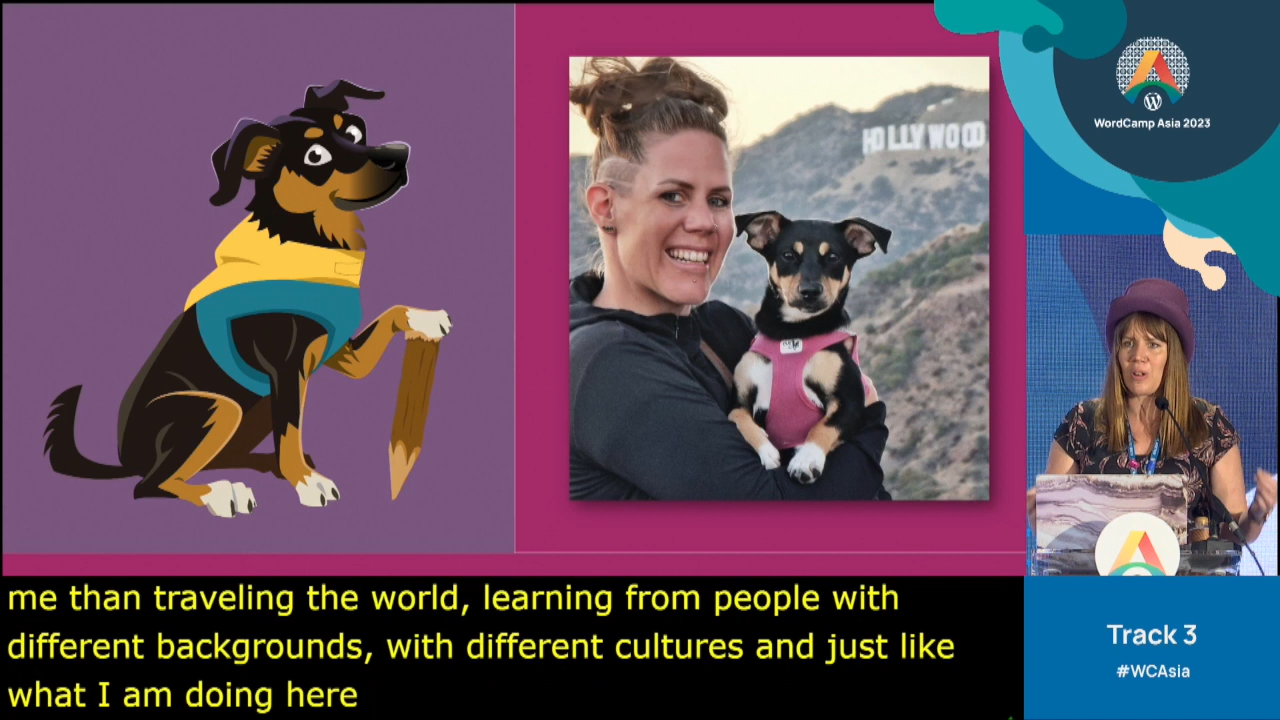 HOLLYWOOD
WordCamp Asia 2023
me than traveling the world, learning from people with
different backgrounds, with different cultures and just like
what I am doing here
Track 3
#WCAsia